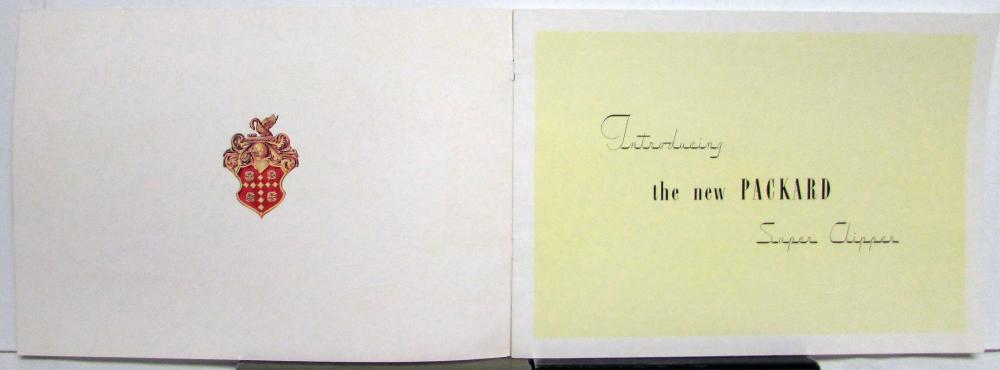 Introducing
the new PACKARD
Super Clipper